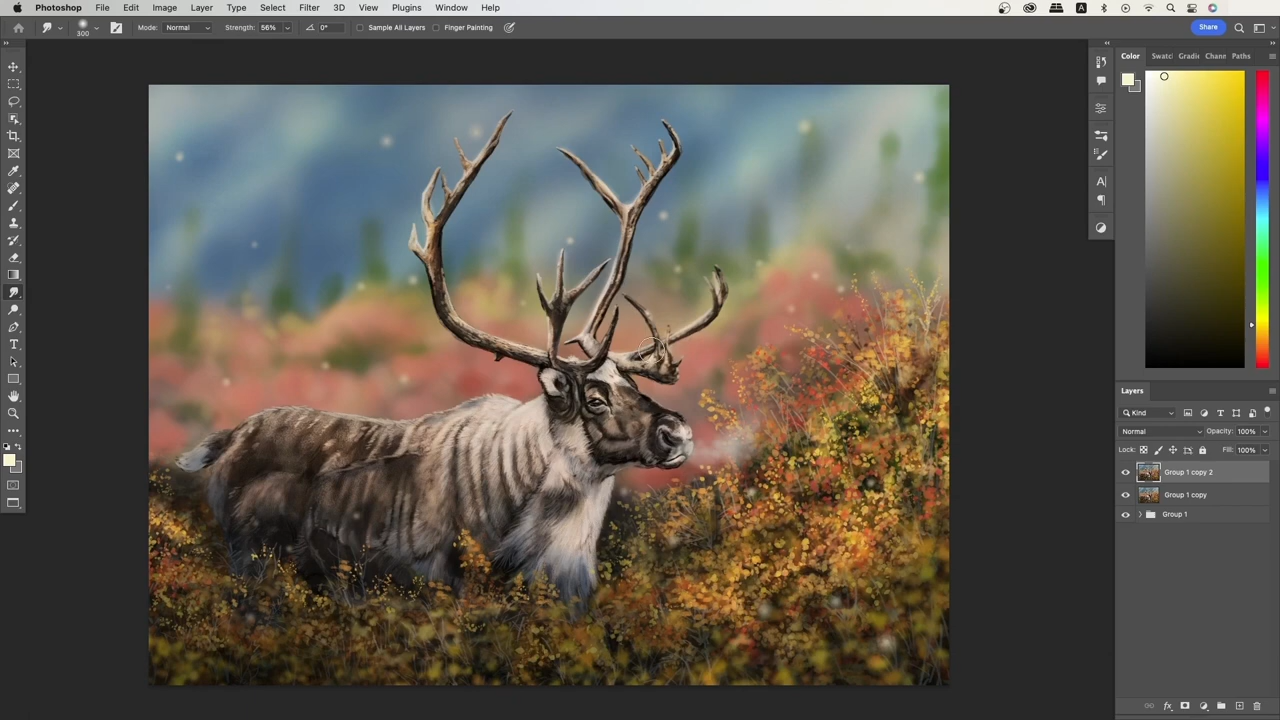 Photoshop File Edit Image Layer Type Select Filter 3D View Plugins Window Help
300 Mode: Normal Strength: 56% 0° Sample All Layers Finger Painting Share
Color Swatc Gradie Chann Paths
Layers
Kind
Normal Opacity: 100%
Lock: Fill: 100%
Group 1 copy 2
Group 1 copy
Group 1